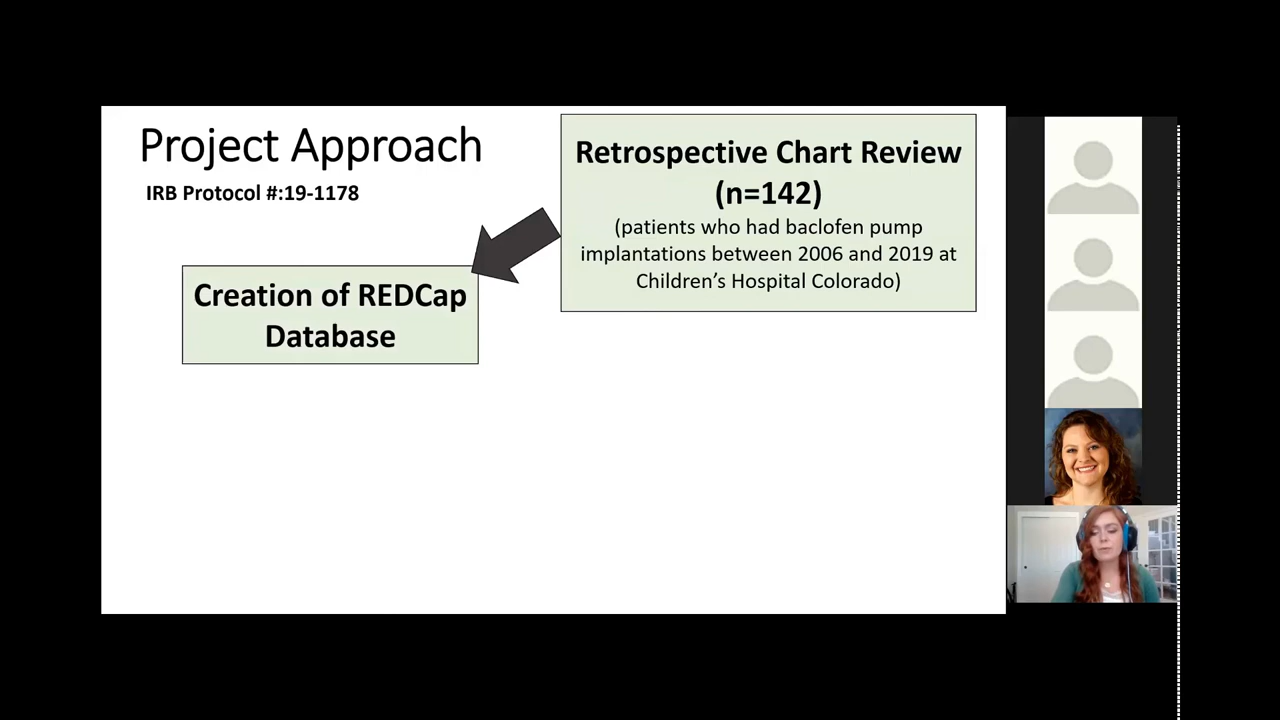 Project Approach
IRB Protocol #:19-1178
Retrospective Chart Review
(n=142)
(patients who had baclofen pump
implantations between 2006 and 2019 at
Children's Hospital Colorado)
Creation of REDCap
Database